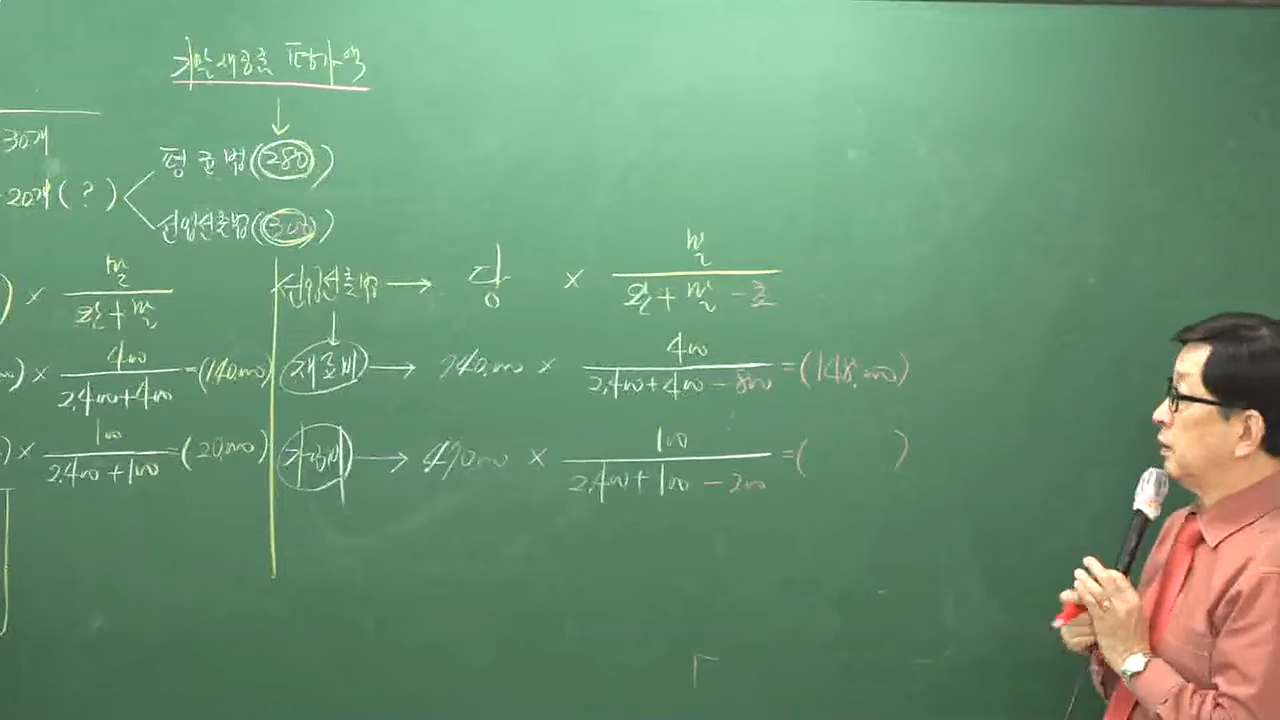 기말재공품 평가액
↓
30개
20개 ( ? )
평균법 (280)
선입선출법 (300)
× 말 / 완+말
선입선출법 → 당 × 말 / 완+말-초
× 400 / 2,400+400 = (140,000)
재료비 → 740,000 × 400 / 2,400+400-800 = (148,000)
× 100 / 2,400+100 (20,000)
가공비 → 490,000 × 100 / 2,400+100-200 = ( )